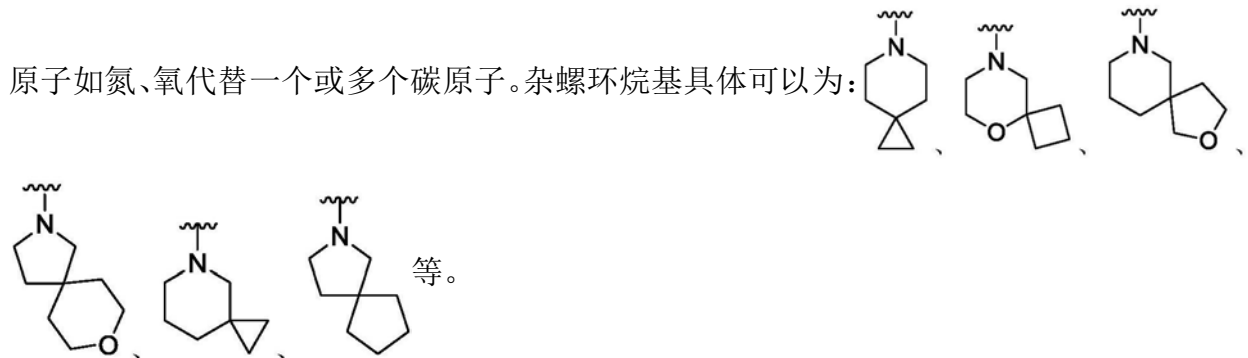 原子如氮、氧代替一个或多个碳原子。杂螺环烷基具体可以为： N 、 N O 、 N O 、
N O 、 N 、 N 等。